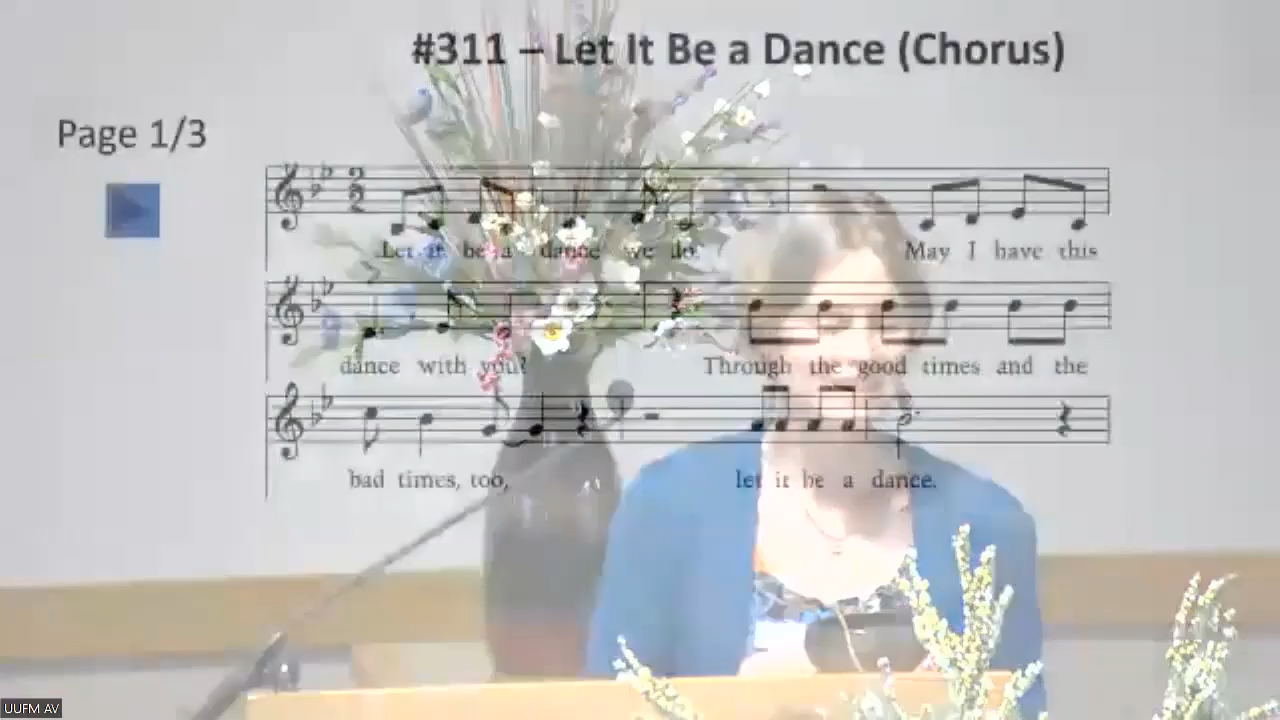 #311 – Let It Be a Dance (Chorus)
Page 1/3
Let it be a dance we do.
May I have this
dance with you?
Through the good times and the
bad times, too,
let it be a dance.
UUFM AV